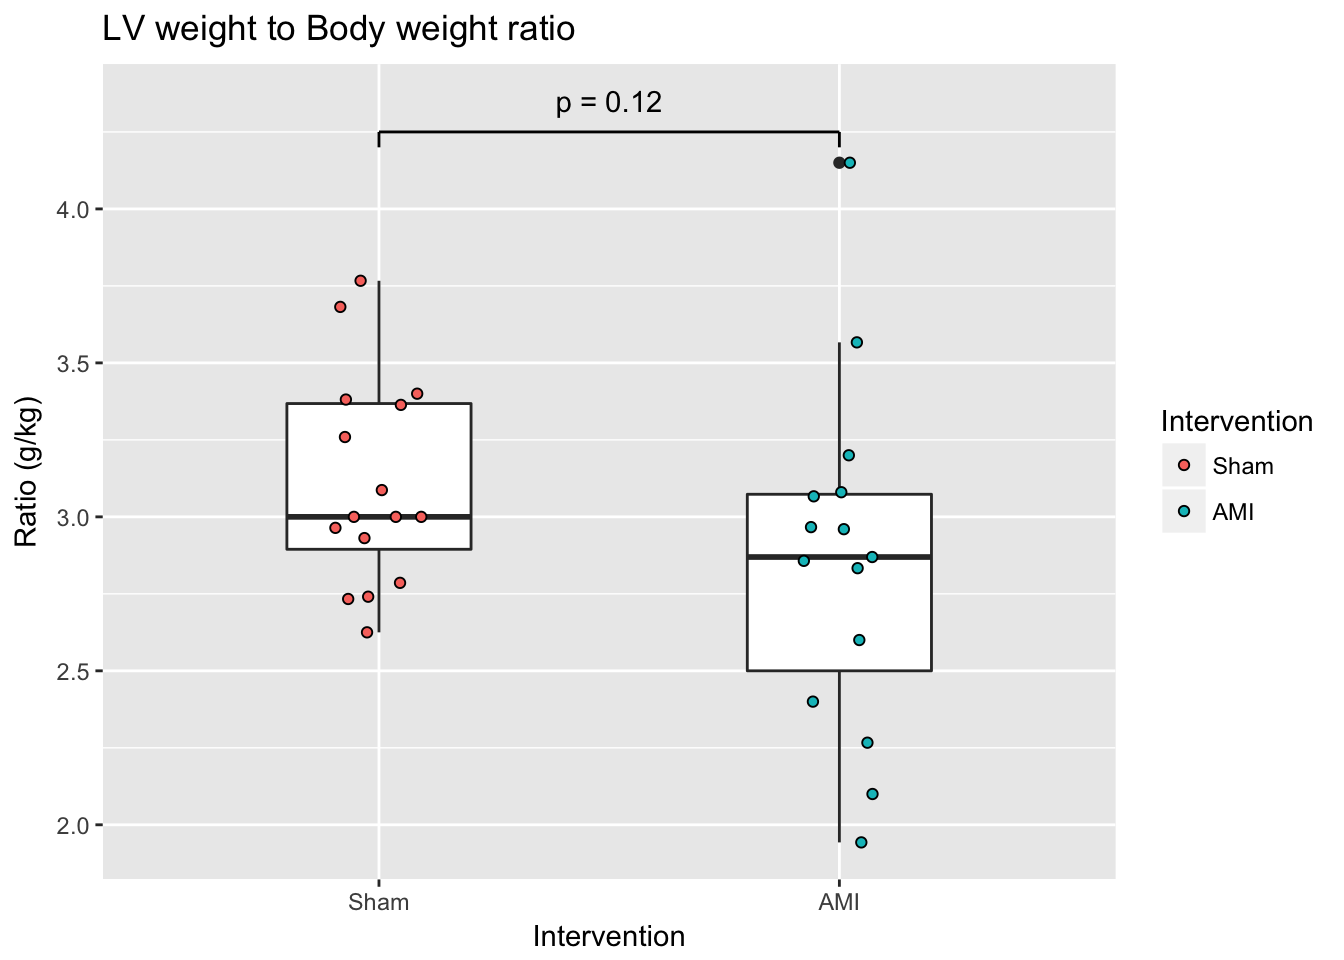 LV weight to Body weight ratio
p = 0.12
4.0
3.5
3.0
2.5
2.0
Ratio (g/kg)
Sham
AMI
Intervention
Intervention
Sham
AMI